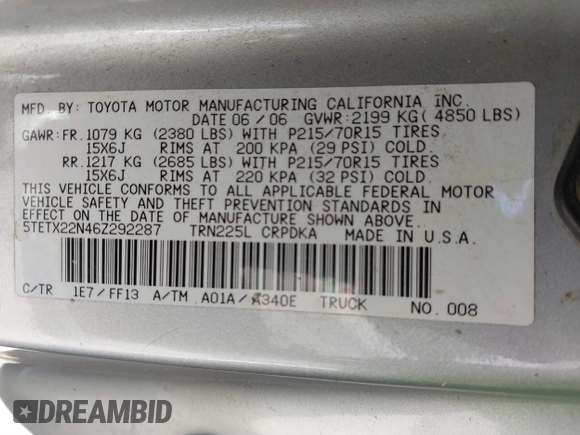 MFD. BY: TOYOTA MOTOR MANUFACTURING CALIFORNIA INC.
DATE 06/06 GVWR: 2199 KG( 4850 LBS)
GAWR: FR. 1079 KG (2380 LBS) WITH P215/70R15 TIRES
15X6J RIMS AT 200 KPA (29 PSI) COLD.
RR. 1217 KG (2685 LBS) WITH P215/70R15 TIRES
15X6J RIMS AT 220 KPA (32 PSI) COLD.
THIS VEHICLE CONFORMS TO ALL APPLICABLE FEDERAL MOTOR
VEHICLE SAFETY AND THEFT PREVENTION STANDARDS IN
EFFECT ON THE DATE OF MANUFACTURE SHOWN ABOVE.
5TETX22N46Z292287 TRN225L CRPDKA MADE IN U.S.A.
C/TR 1E7/FF13 A/TM A01A/A340E TRUCK NO. 008
DREAMBID